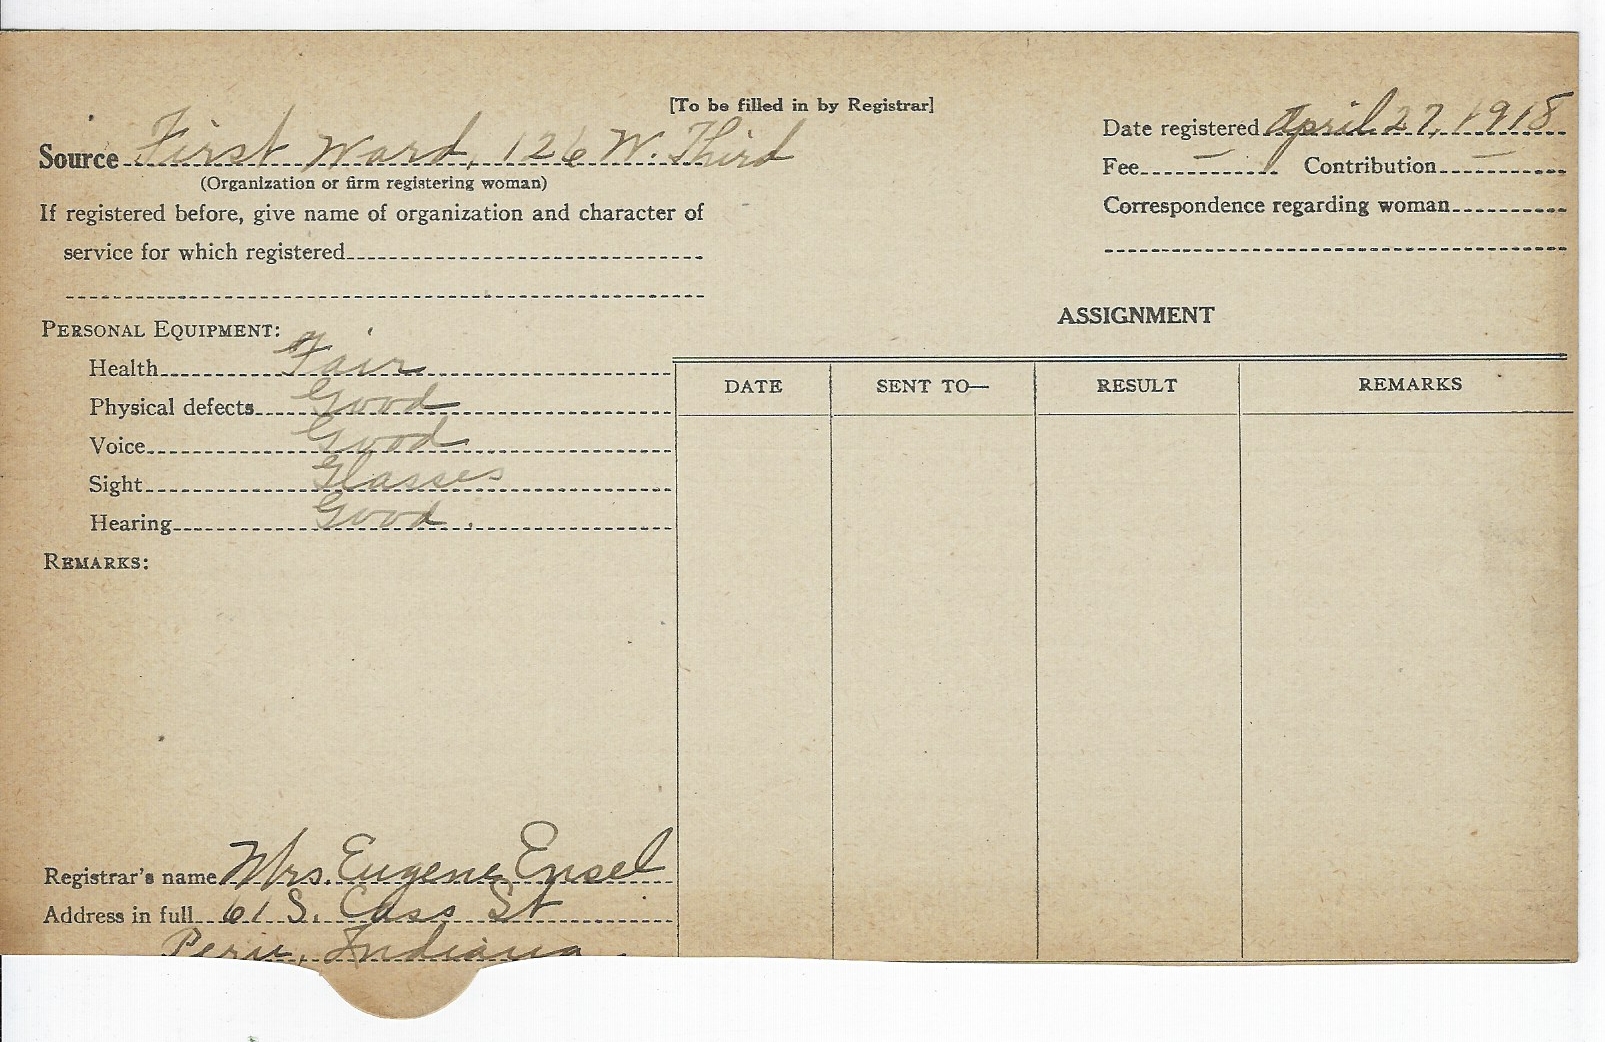 [To be filled in by Registrar]
Source First Ward, 126 W. Third
(Organization or firm registering woman)
If registered before, give name of organization and character of
service for which registered
Date registered April 27, 1918
Fee — Contribution —
Correspondence regarding woman
PERSONAL EQUIPMENT:
Health Fair
Physical defects Good
Voice Good
Sight Glasses
Hearing Good.
REMARKS:
ASSIGNMENT
DATE SENT TO— RESULT REMARKS
Registrar's name Mrs. Eugene Ensel
Address in full 61 S. Cass St
Peru, Indiana.